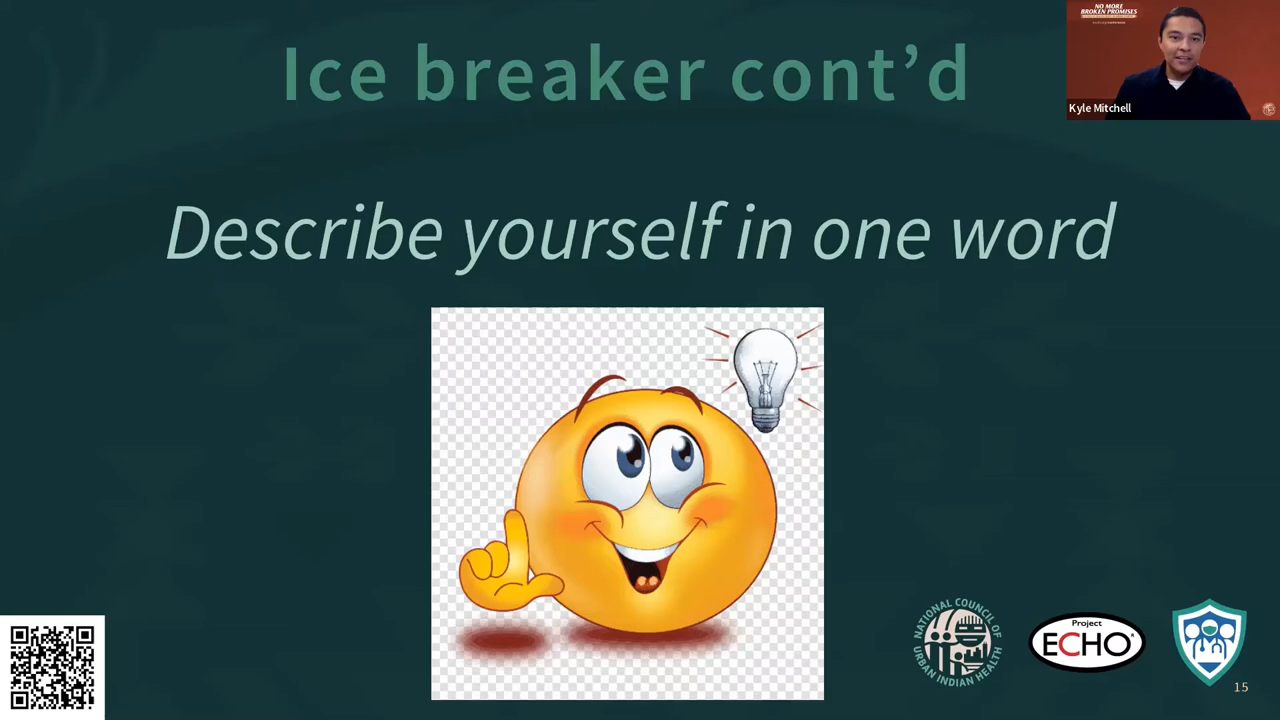 Ice breaker cont’d
NO MORE
BROKEN PROMISES
Kyle Mitchell
Describe yourself in one word
NATIONAL COUNCIL OF
URBAN INDIAN HEALTH
Project
ECHO®
15